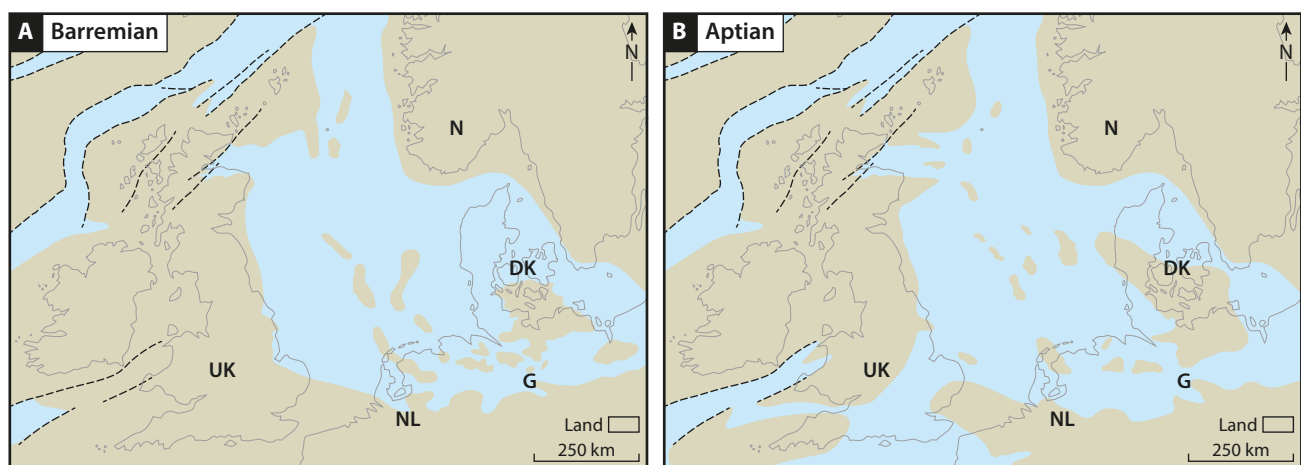 A Barremian
N
N
DK
UK
G
NL
Land
250 km
B Aptian
N
N
DK
UK
G
NL
Land
250 km